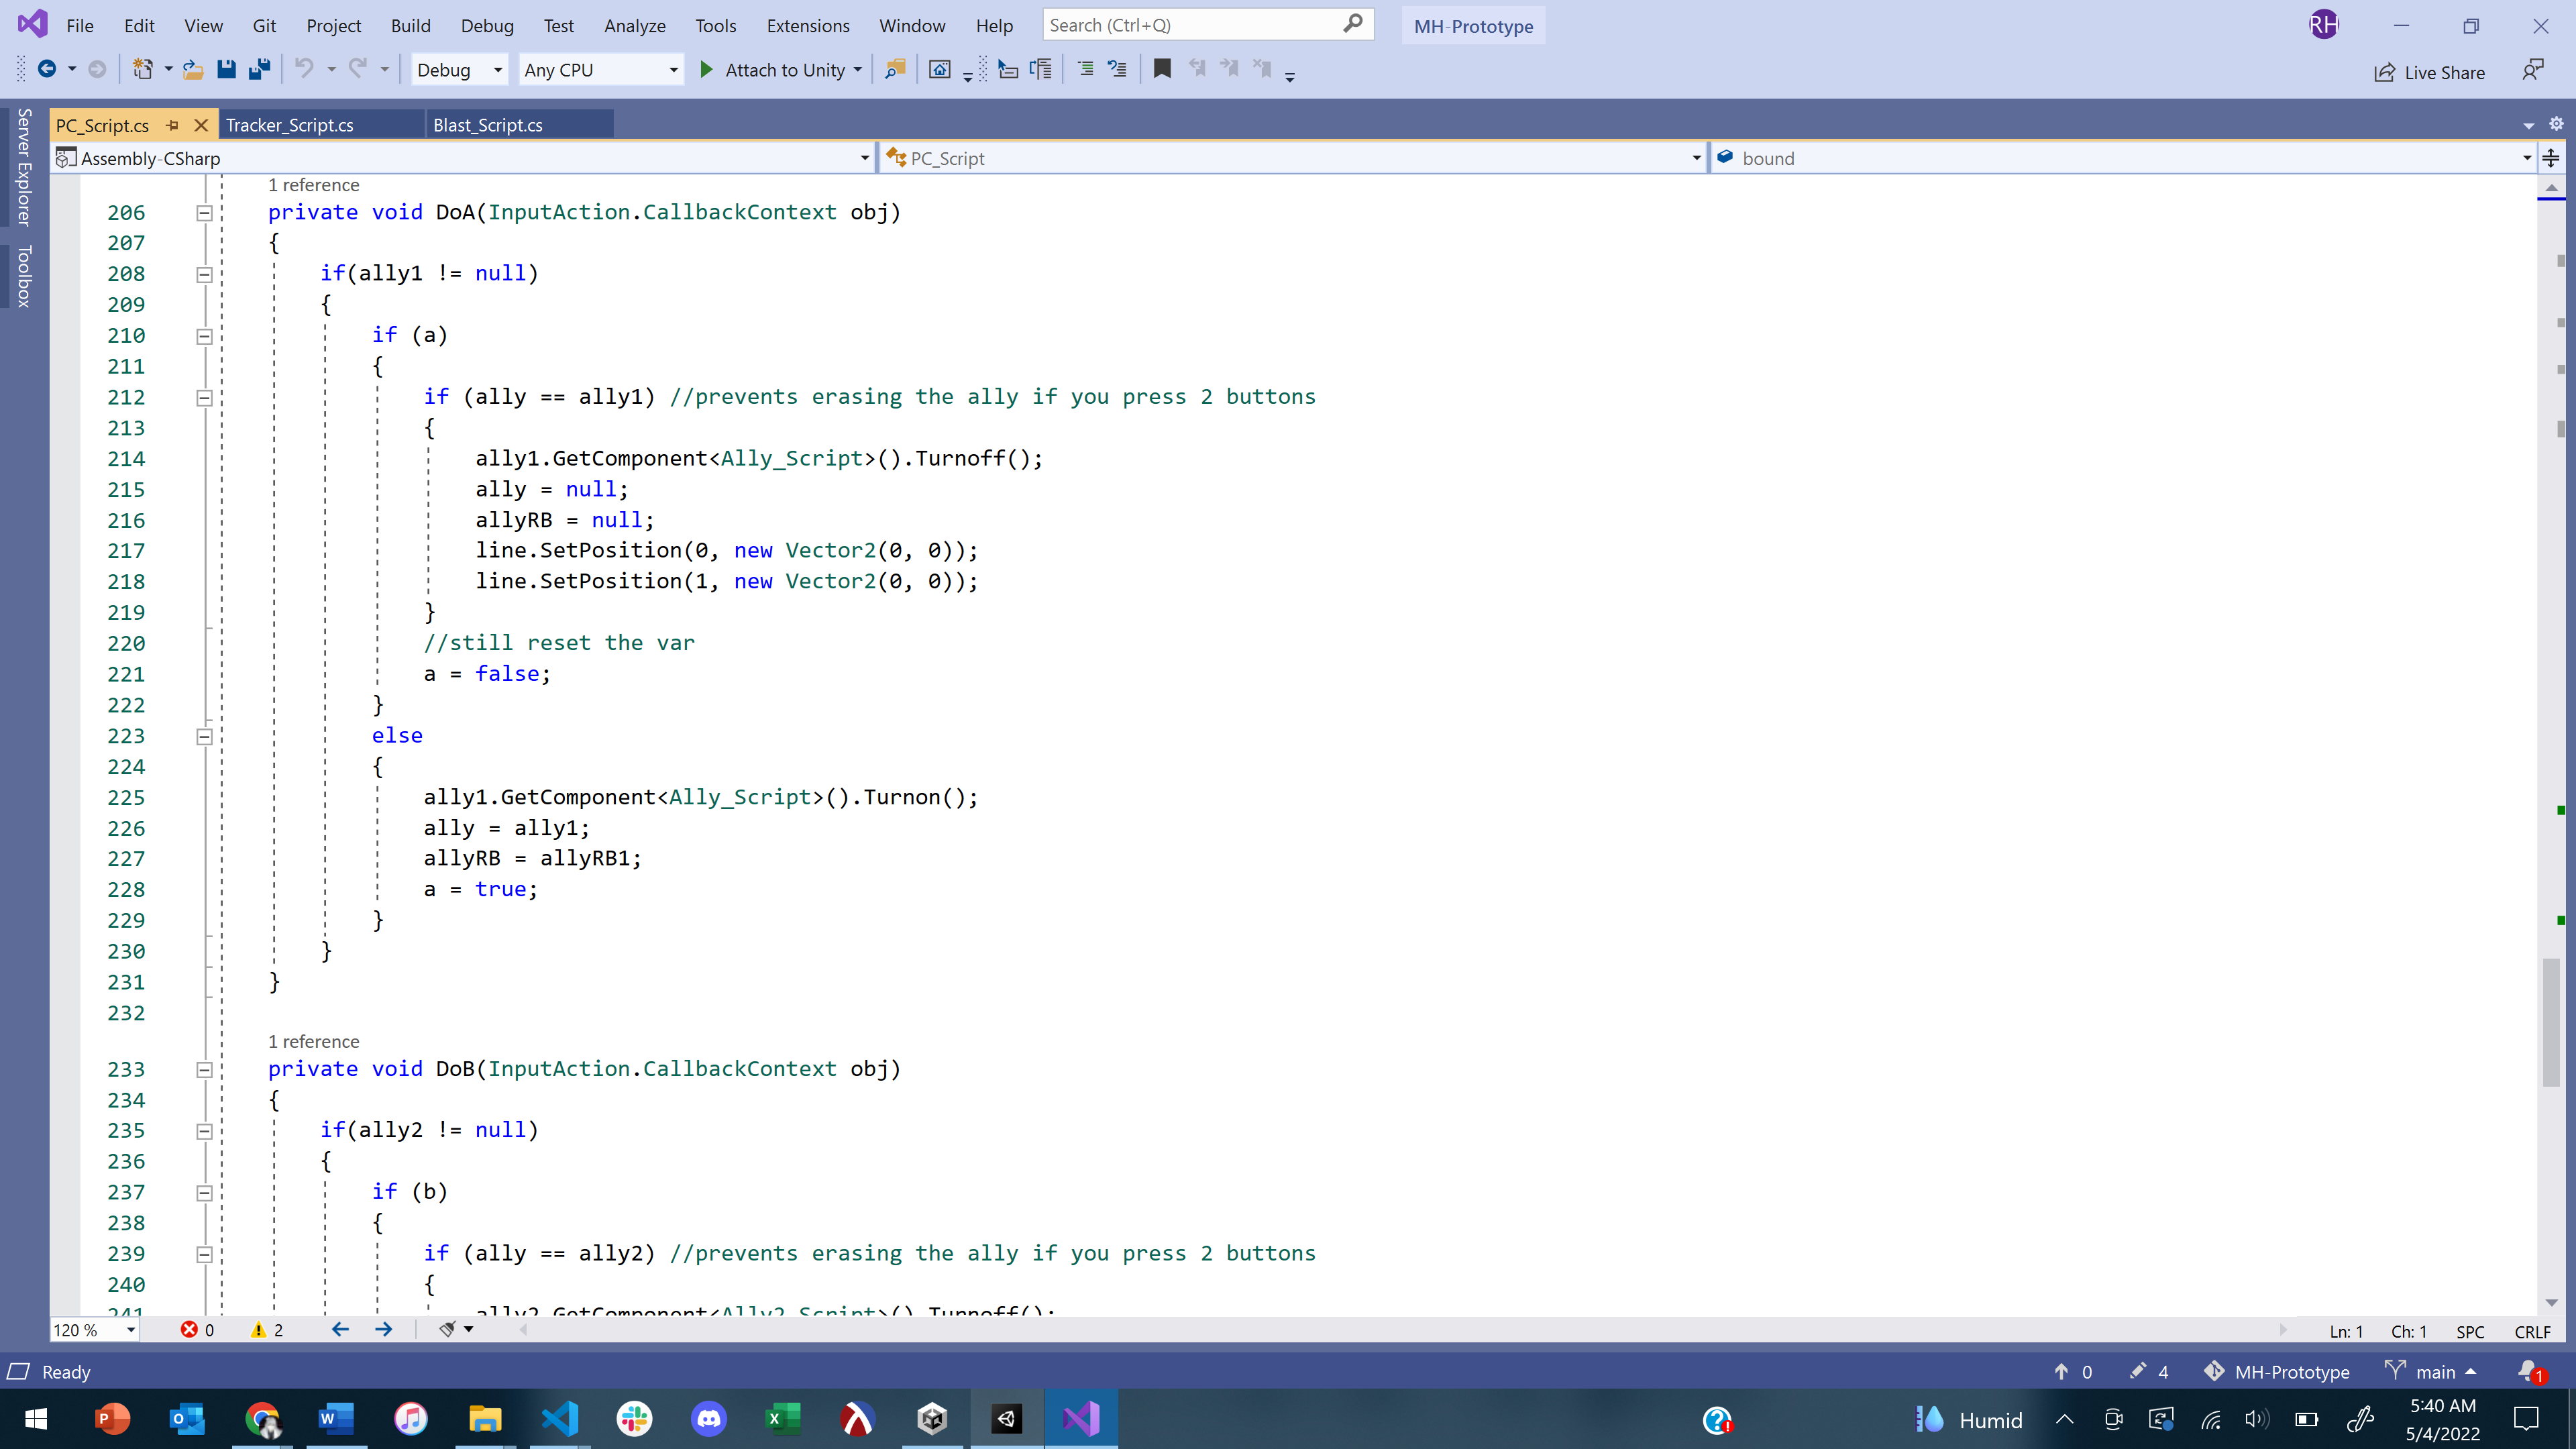 File Edit View Git Project Build Debug Test Analyze Tools Extensions Window Help Search (Ctrl+Q) MH-Prototype RH
Debug Any CPU Attach to Unity Live Share
Server Explorer
Toolbox
PC_Script.cs Tracker_Script.cs Blast_Script.cs
Assembly-CSharp PC_Script bound
1 reference
206 private void DoA(InputAction.CallbackContext obj)
207 {
208 if(ally1 != null)
209 {
210 if (a)
211 {
212 if (ally == ally1) //prevents erasing the ally if you press 2 buttons
213 {
214 ally1.GetComponent<Ally_Script>().Turnoff();
215 ally = null;
216 allyRB = null;
217 line.SetPosition(0, new Vector2(0, 0));
218 line.SetPosition(1, new Vector2(0, 0));
219 }
220 //still reset the var
221 a = false;
222 }
223 else
224 {
225 ally1.GetComponent<Ally_Script>().Turnon();
226 ally = ally1;
227 allyRB = allyRB1;
228 a = true;
229 }
230 }
231 }
232
1 reference
233 private void DoB(InputAction.CallbackContext obj)
234 {
235 if(ally2 != null)
236 {
237 if (b)
238 {
239 if (ally == ally2) //prevents erasing the ally if you press 2 buttons
240 {
241 ally2.GetComponent<Ally2_Script>().Turnoff();
120 % 0 2 Ln: 1 Ch: 1 SPC CRLF
Ready 0 4 MH-Prototype main 1
Humid 5:40 AM
5/4/2022